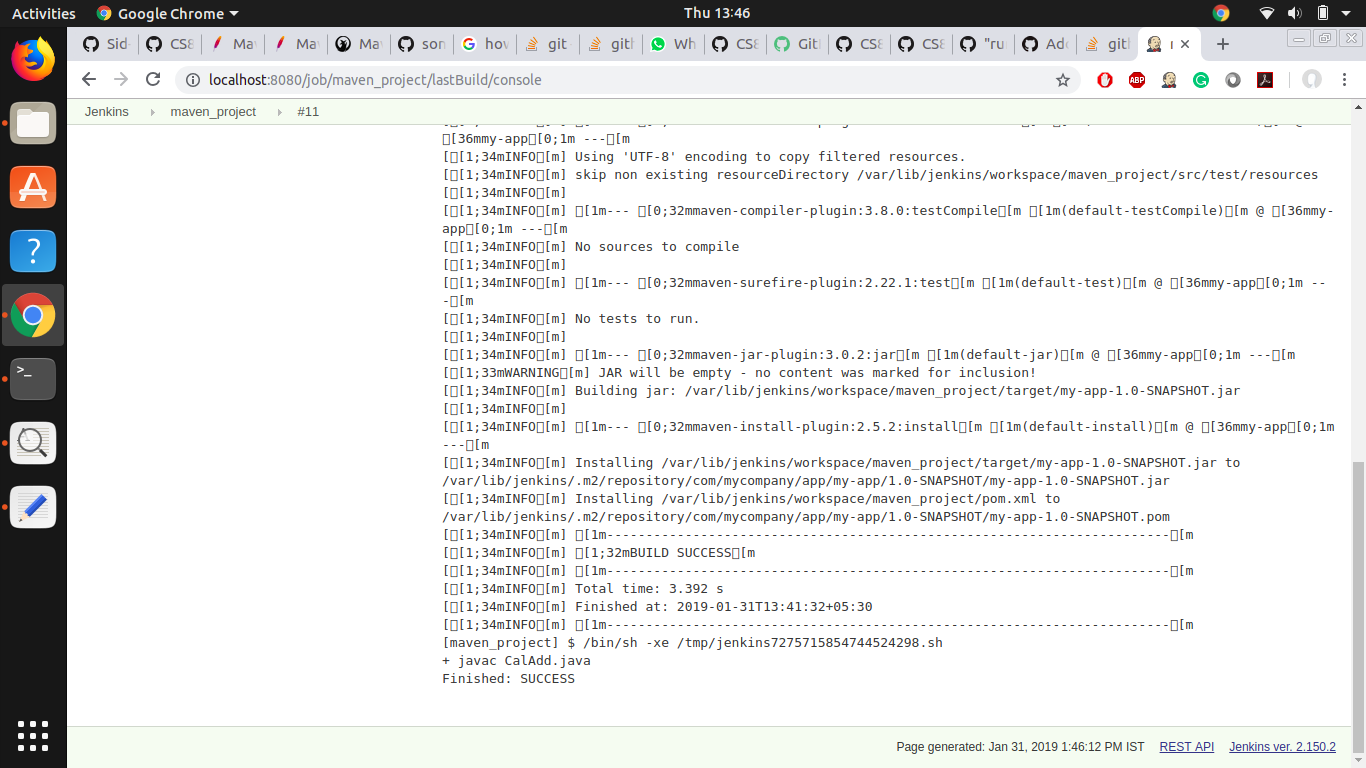 Activities
Google Chrome
Thu 13:46
Sid-
CS8
Ma
Ma
Ma
son
how
git
gitl
Wh
CS8
Git
CS8
CS8
"ru
Add
gitl
localhost:8080/job/maven_project/lastBuild/console
ABP
Jenkins
maven_project
#11
[36mmy-app[0;1m ---[m
[[1;34mINFO[m] Using 'UTF-8' encoding to copy filtered resources.
[[1;34mINFO[m] skip non existing resourceDirectory /var/lib/jenkins/workspace/maven_project/src/test/resources
[[1;34mINFO[m]
[[1;34mINFO[m] [1m--- [0;32mmaven-compiler-plugin:3.8.0:testCompile[m [1m(default-testCompile)[m @ [36mmy-
app[0;1m ---[m
[[1;34mINFO[m] No sources to compile
[[1;34mINFO[m]
[[1;34mINFO[m] [1m--- [0;32mmaven-surefire-plugin:2.22.1:test[m [1m(default-test)[m @ [36mmy-app[0;1m --
-[m
[[1;34mINFO[m] No tests to run.
[[1;34mINFO[m]
[[1;34mINFO[m] [1m--- [0;32mmaven-jar-plugin:3.0.2:jar[m [1m(default-jar)[m @ [36mmy-app[0;1m ---[m
[[1;33mWARNING[m] JAR will be empty - no content was marked for inclusion!
[[1;34mINFO[m] Building jar: /var/lib/jenkins/workspace/maven_project/target/my-app-1.0-SNAPSHOT.jar
[[1;34mINFO[m]
[[1;34mINFO[m] [1m--- [0;32mmaven-install-plugin:2.5.2:install[m [1m(default-install)[m @ [36mmy-app[0;1m
---[m
[[1;34mINFO[m] Installing /var/lib/jenkins/workspace/maven_project/target/my-app-1.0-SNAPSHOT.jar to
/var/lib/jenkins/.m2/repository/com/mycompany/app/my-app/1.0-SNAPSHOT/my-app-1.0-SNAPSHOT.jar
[[1;34mINFO[m] Installing /var/lib/jenkins/workspace/maven_project/pom.xml to
/var/lib/jenkins/.m2/repository/com/mycompany/app/my-app/1.0-SNAPSHOT/my-app-1.0-SNAPSHOT.pom
[[1;34mINFO[m] [1m------------------------------------------------------------------------[m
[[1;34mINFO[m] [1;32mBUILD SUCCESS[m
[[1;34mINFO[m] [1m------------------------------------------------------------------------[m
[[1;34mINFO[m] Total time: 3.392 s
[[1;34mINFO[m] Finished at: 2019-01-31T13:41:32+05:30
[[1;34mINFO[m] [1m------------------------------------------------------------------------[m
[maven_project] $ /bin/sh -xe /tmp/jenkins7275715854744524298.sh
+ javac CalAdd.java
Finished: SUCCESS
Page generated: Jan 31, 2019 1:46:12 PM IST
REST API
Jenkins ver. 2.150.2